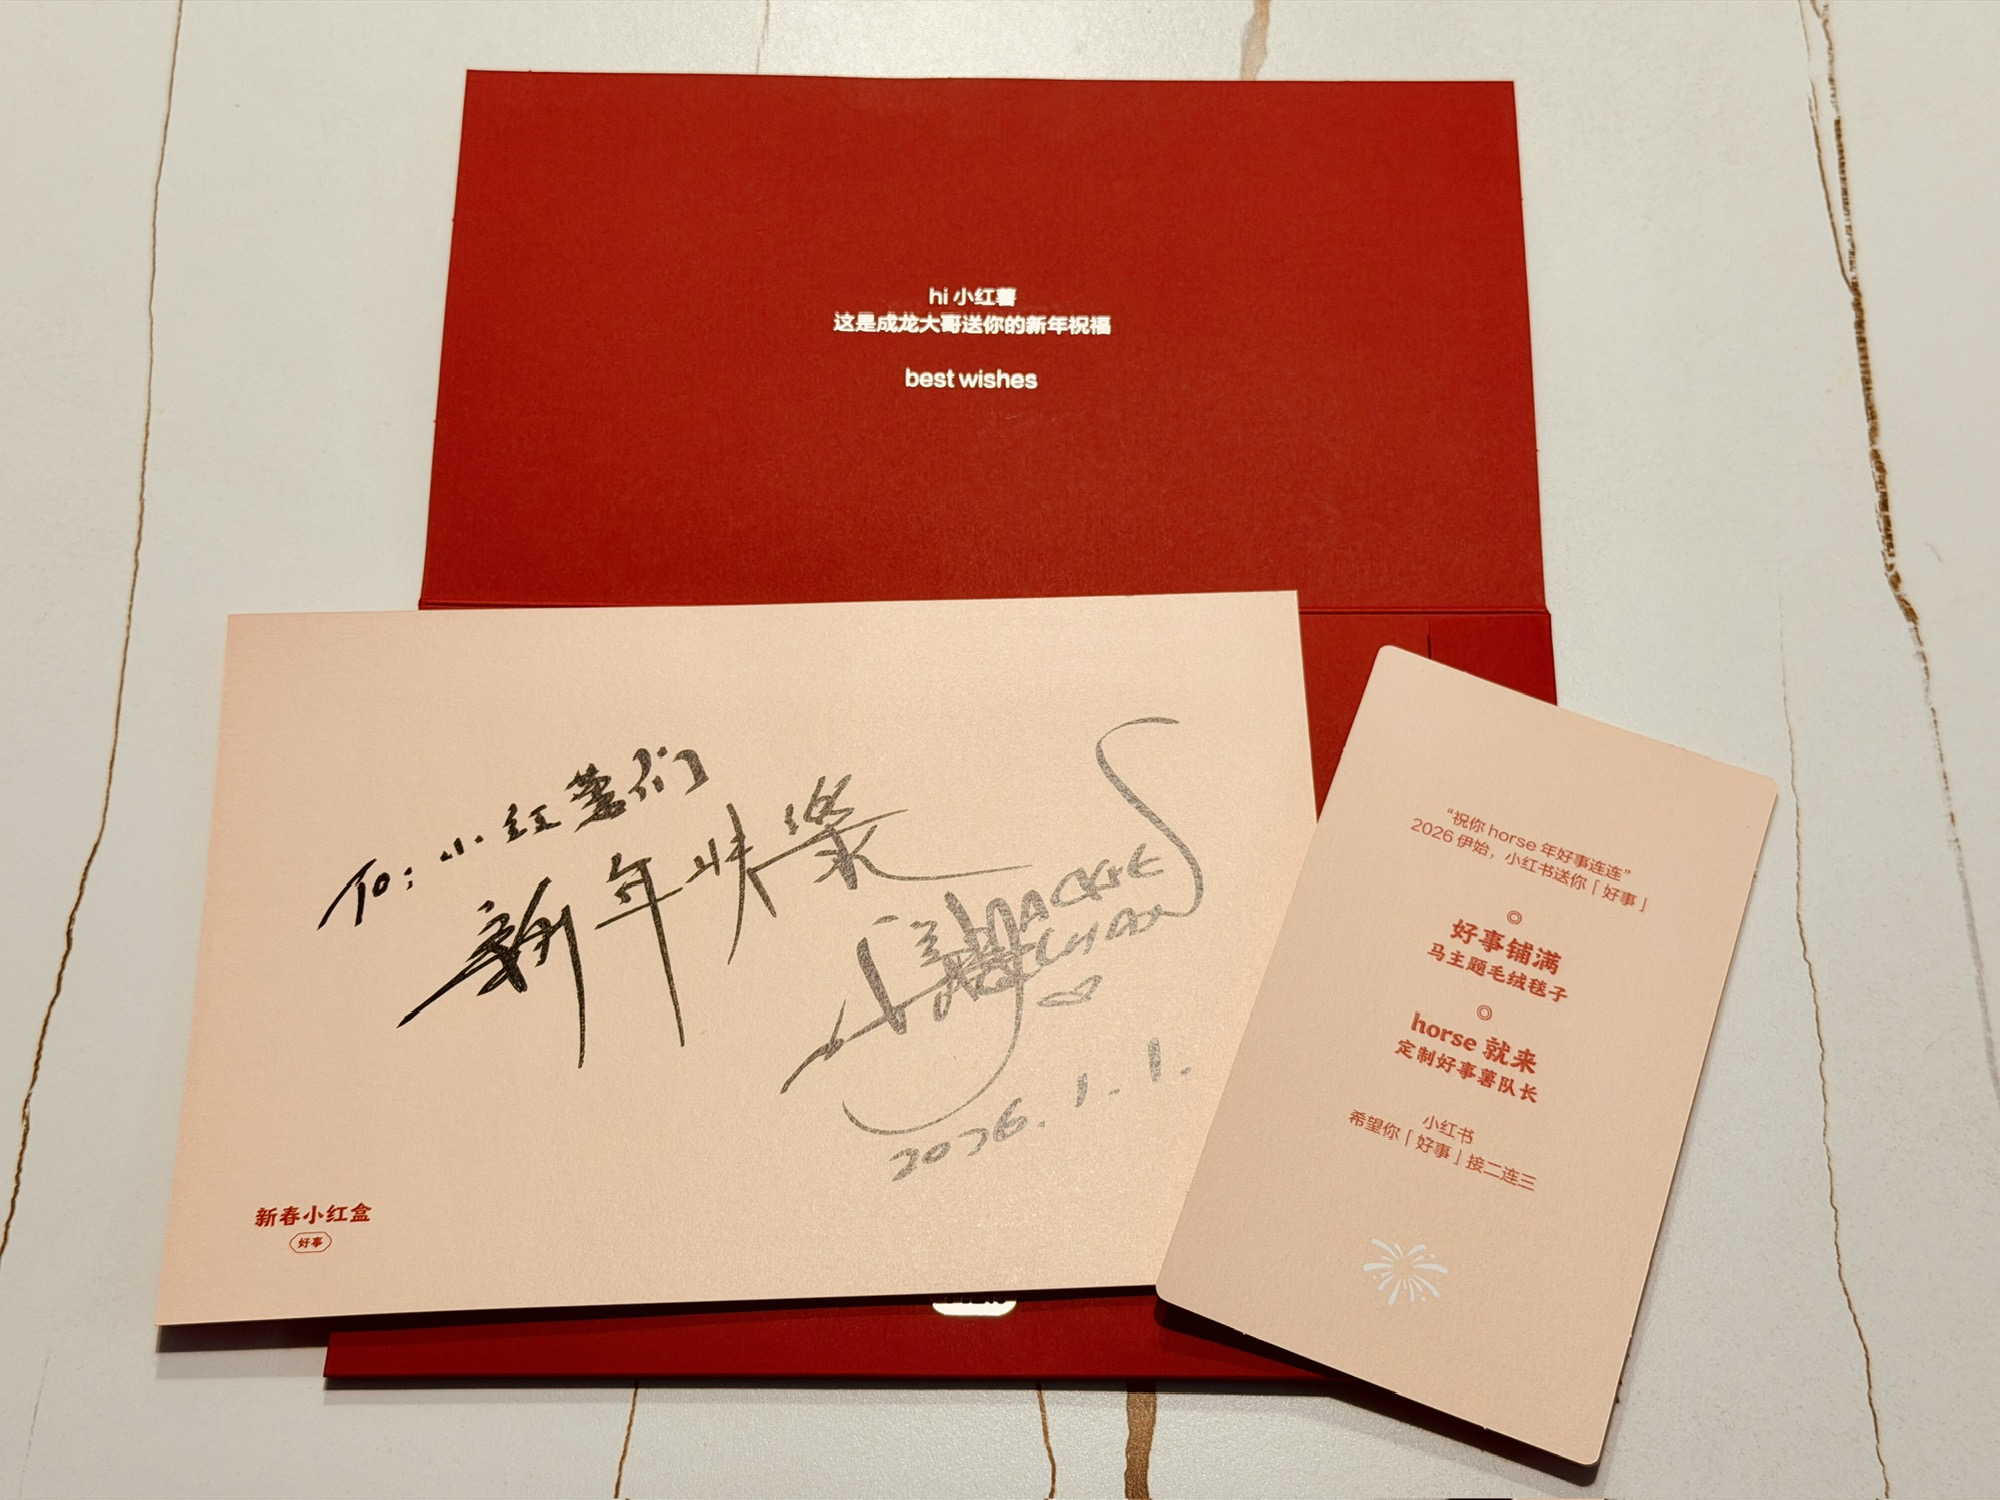 hi 小红薯
这是成龙大哥送你的新年祝福
best wishes
To: 小红薯们
新年快樂
JACKIE
CHAN
2026.1.1.
新春小红盒
好事
“祝你 horse 年好事连连”
2026 伊始，小红书送你「好事」
好事铺满
马主题毛绒毯子
horse 就来
定制好事薯队长
小红书
希望你「好事」接二连三